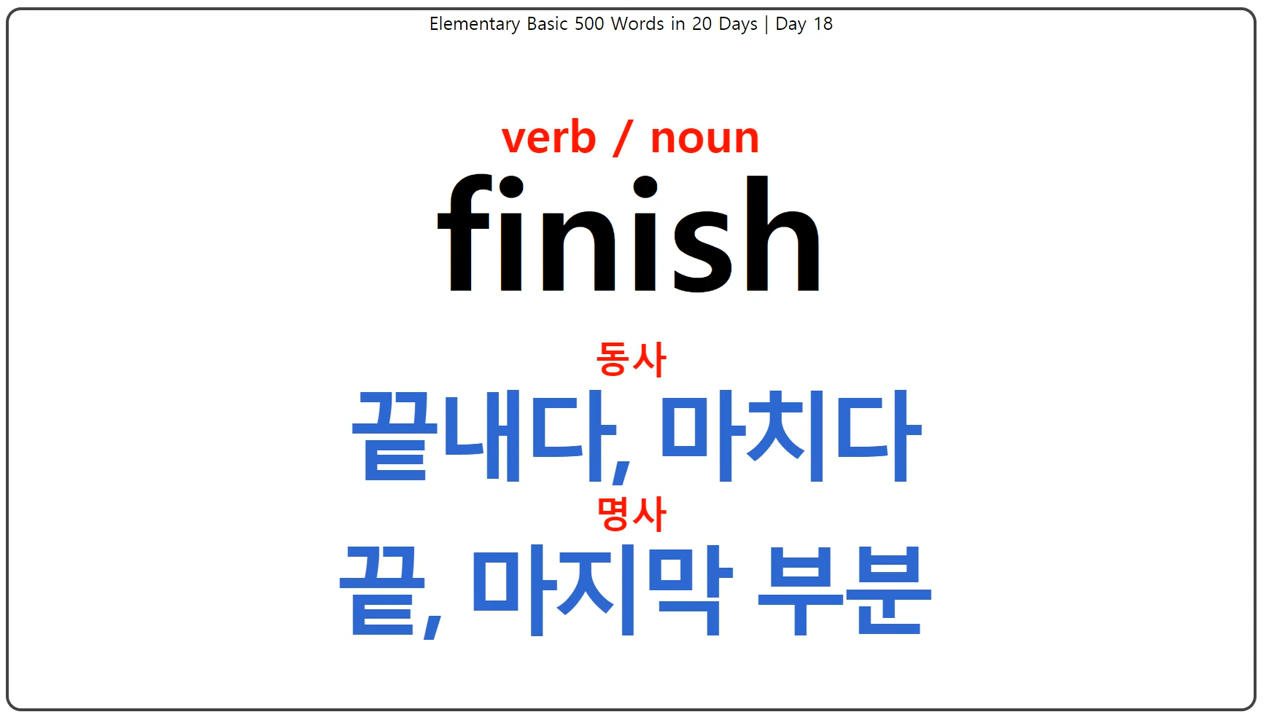 Elementary Basic 500 Words in 20 Days | Day 18
verb / noun
finish
동사
끝내다, 마치다
명사
끝, 마지막 부분